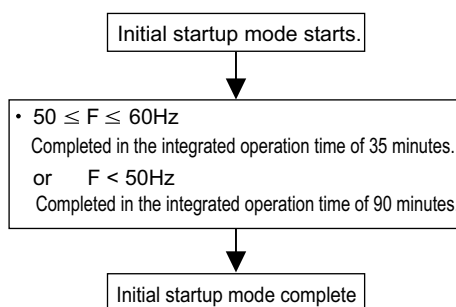 Initial startup mode starts.
· 50 ≤ F ≤ 60Hz
Completed in the integrated operation time of 35 minutes.
or F < 50Hz
Completed in the integrated operation time of 90 minutes.
Initial startup mode complete